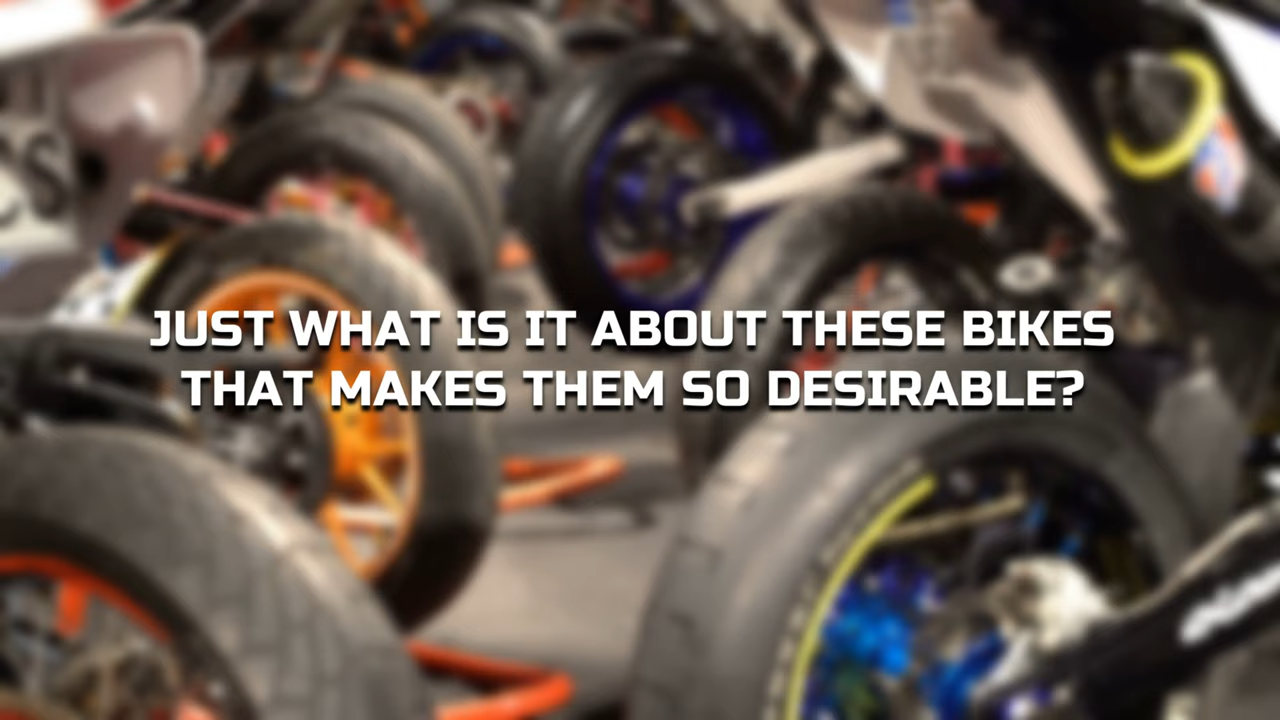 JUST WHAT IS IT ABOUT THESE BIKES
THAT MAKES THEM SO DESIRABLE?